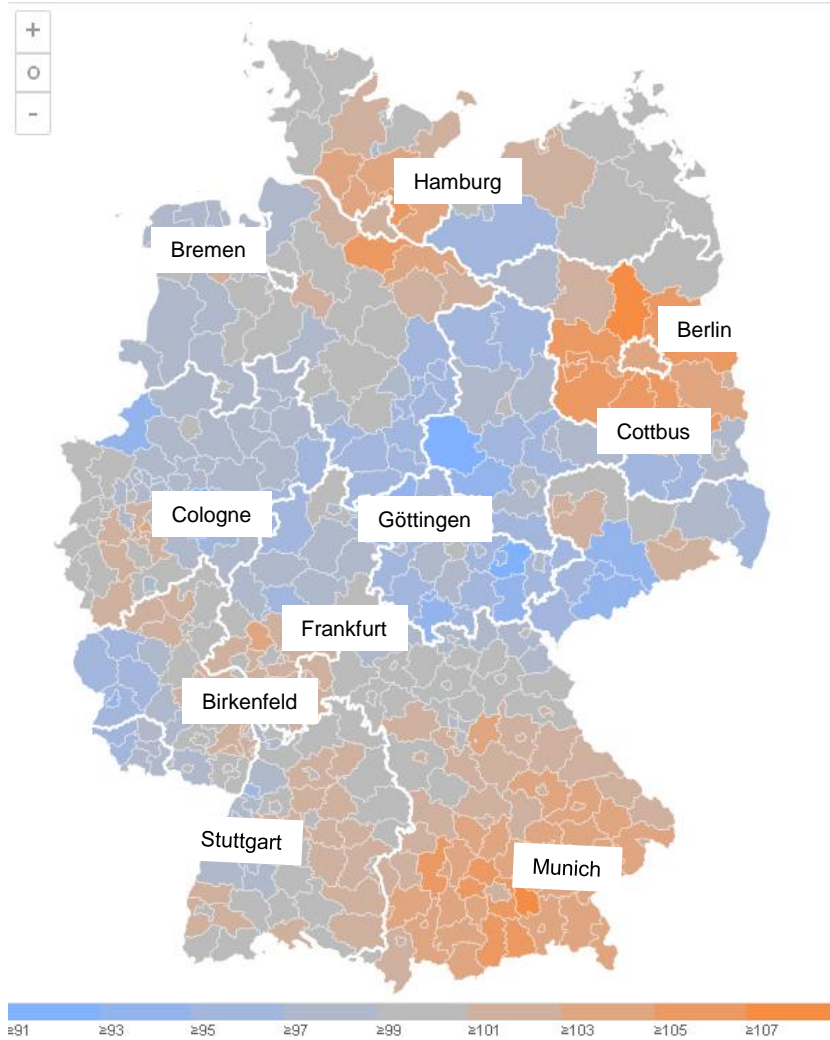 +
o
-
Hamburg
Bremen
Berlin
Cottbus
Cologne
Göttingen
Frankfurt
Birkenfeld
Stuttgart
Munich
≥91 ≥93 ≥95 ≥97 ≥99 ≥101 ≥103 ≥105 ≥107